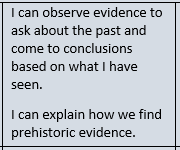 I can observe evidence to
ask about the past and
come to conclusions
based on what I have
seen.
I can explain how we find
prehistoric evidence.